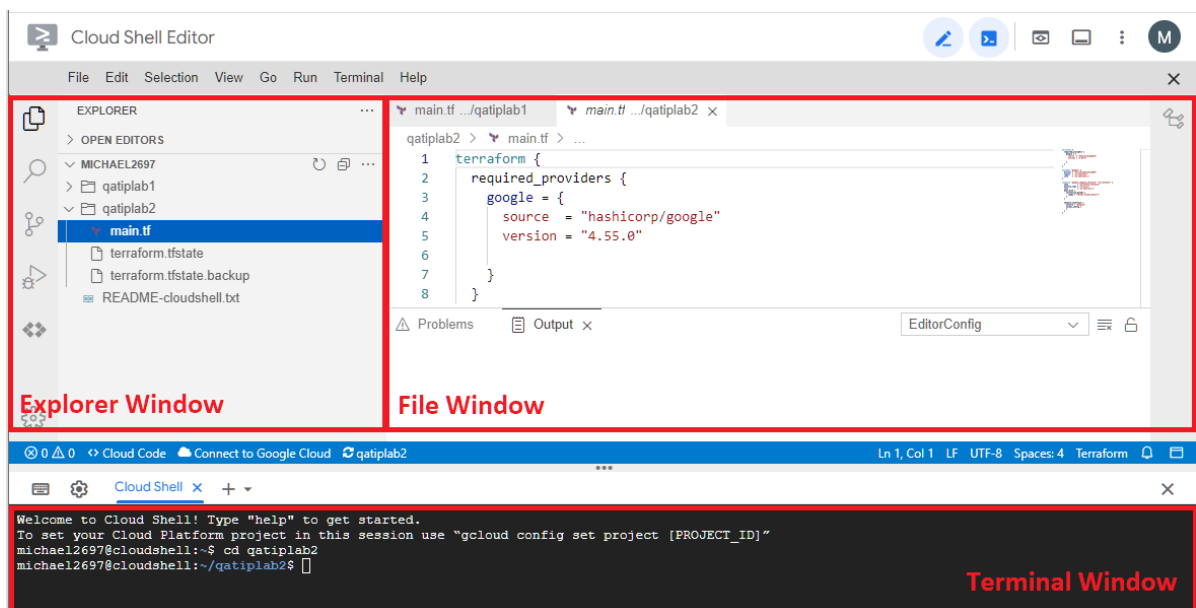 Cloud Shell Editor
M
File Edit Selection View Go Run Terminal Help
EXPLORER
OPEN EDITORS
MICHAEL2697
qatiplab1
qatiplab2
main.tf
terraform.tfstate
terraform.tfstate.backup
README-cloudshell.txt
Explorer Window
main.tf .../qatiplab1 main.tf .../qatiplab2
qatiplab2 > main.tf > ...
1 terraform {
2 required_providers {
3 google = {
4 source = "hashicorp/google"
5 version = "4.55.0"
6
7 }
8 }
Problems Output EditorConfig
File Window
0 0 Cloud Code Connect to Google Cloud qatiplab2 Ln 1, Col 1 LF UTF-8 Spaces: 4 Terraform
Cloud Shell
Welcome to Cloud Shell! Type "help" to get started.
To set your Cloud Platform project in this session use “gcloud config set project [PROJECT_ID]”
michael2697@cloudshell:~$ cd qatiplab2
michael2697@cloudshell:~/qatiplab2$
Terminal Window